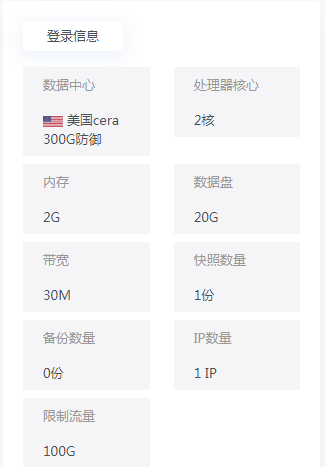 登录信息
数据中心
美国cera
300G防御
处理器核心
2核
内存
2G
数据盘
20G
带宽
30M
快照数量
1份
备份数量
0份
IP数量
1 IP
限制流量
100G